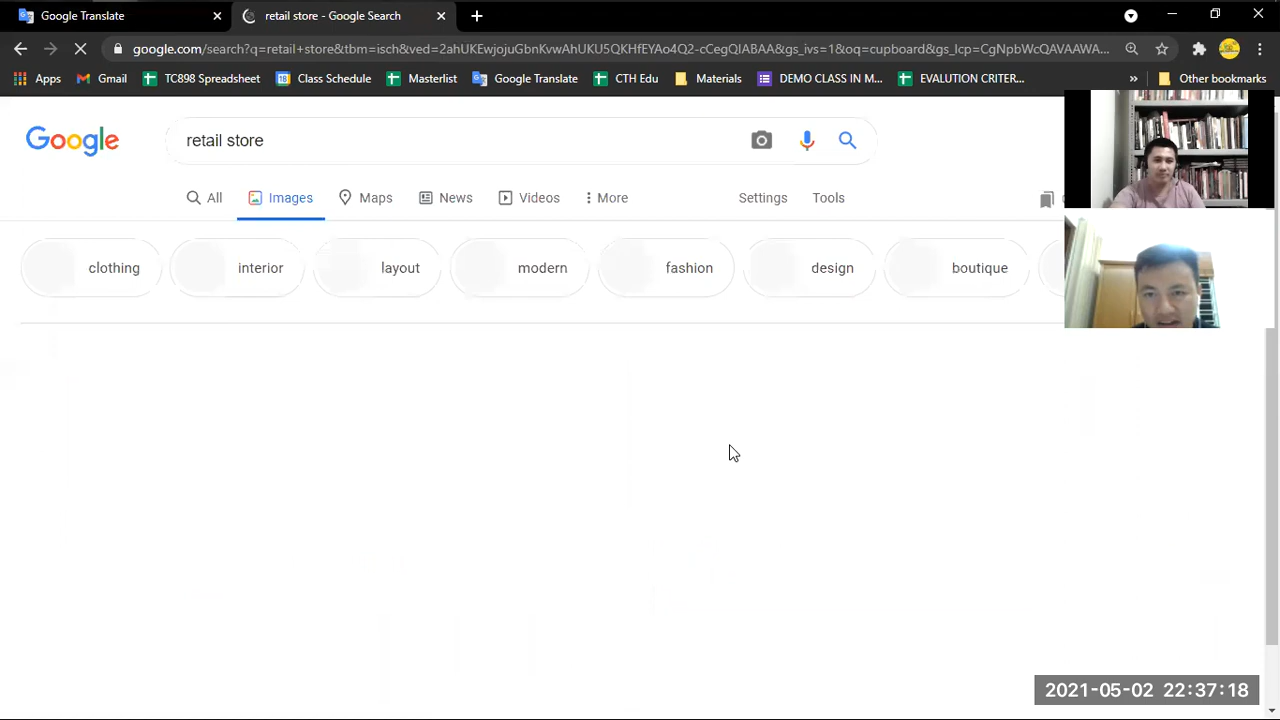 Google Translate
retail store - Google Search
google.com/search?q=retail+store&tbm=isch&ved=2ahUKEwjojuGbnKvwAhUKU5QKHfEYAo4Q2-cCegQIABAA&gs_ivs=1&oq=cupboard&gs_lcp=CgNpbWcQAVAAWA...
Apps
Gmail
TC898 Spreadsheet
Class Schedule
Masterlist
Google Translate
CTH Edu
Materials
DEMO CLASS IN M...
EVALUTION CRITER...
Other bookmarks
Google
retail store
All
Images
Maps
News
Videos
More
Settings
Tools
clothing
interior
layout
modern
fashion
design
boutique
2021-05-02 22:37:18